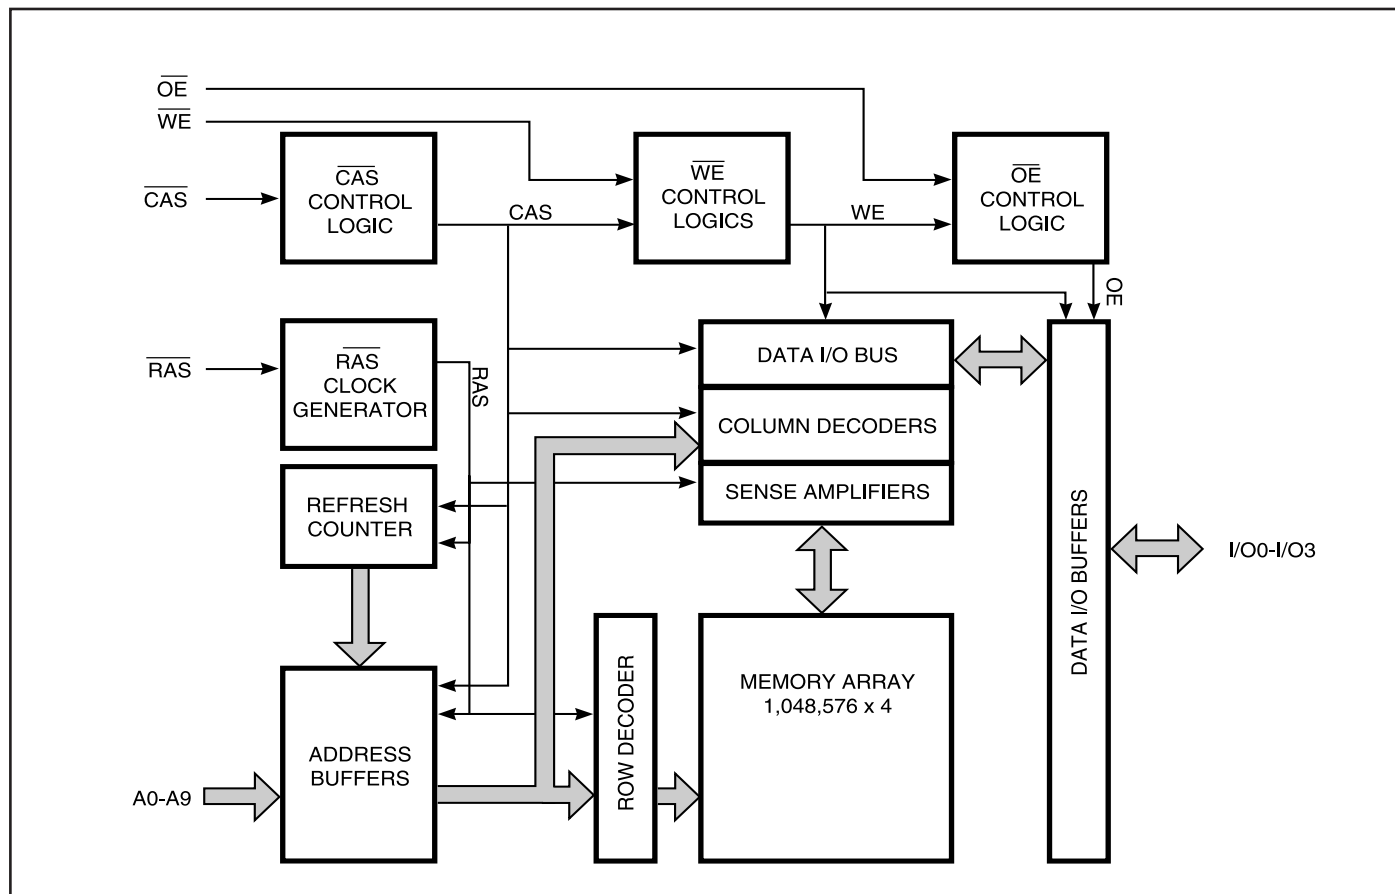 OE
WE
CAS
CAS
CONTROL
LOGIC
CAS
WE
CONTROL
LOGICS
WE
OE
CONTROL
LOGIC
OE
RAS
RAS
CLOCK
GENERATOR
RAS
DATA I/O BUS
COLUMN DECODERS
SENSE AMPLIFIERS
REFRESH
COUNTER
DATA I/O BUFFERS
I/O0-I/O3
ADDRESS
BUFFERS
A0-A9
ROW DECODER
MEMORY ARRAY
1,048,576 x 4